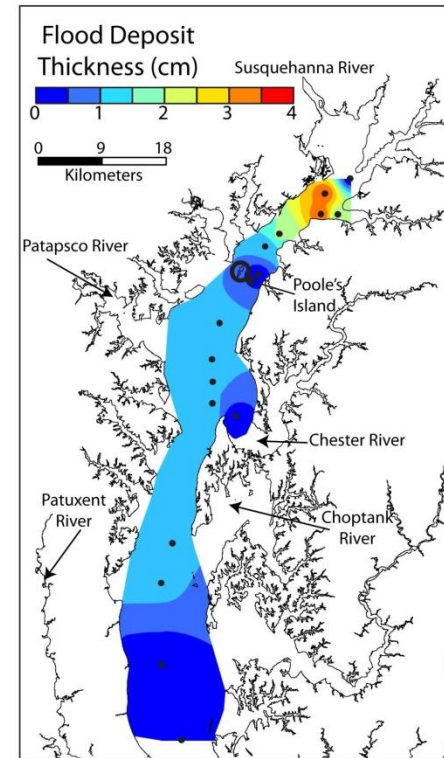 Flood Deposit
Thickness (cm)
Susquehanna River
0 1 2 3 4
0 9 18
Kilometers
Patapsco River
Poole's
Island
Chester River
Patuxent
River
Choptank
River